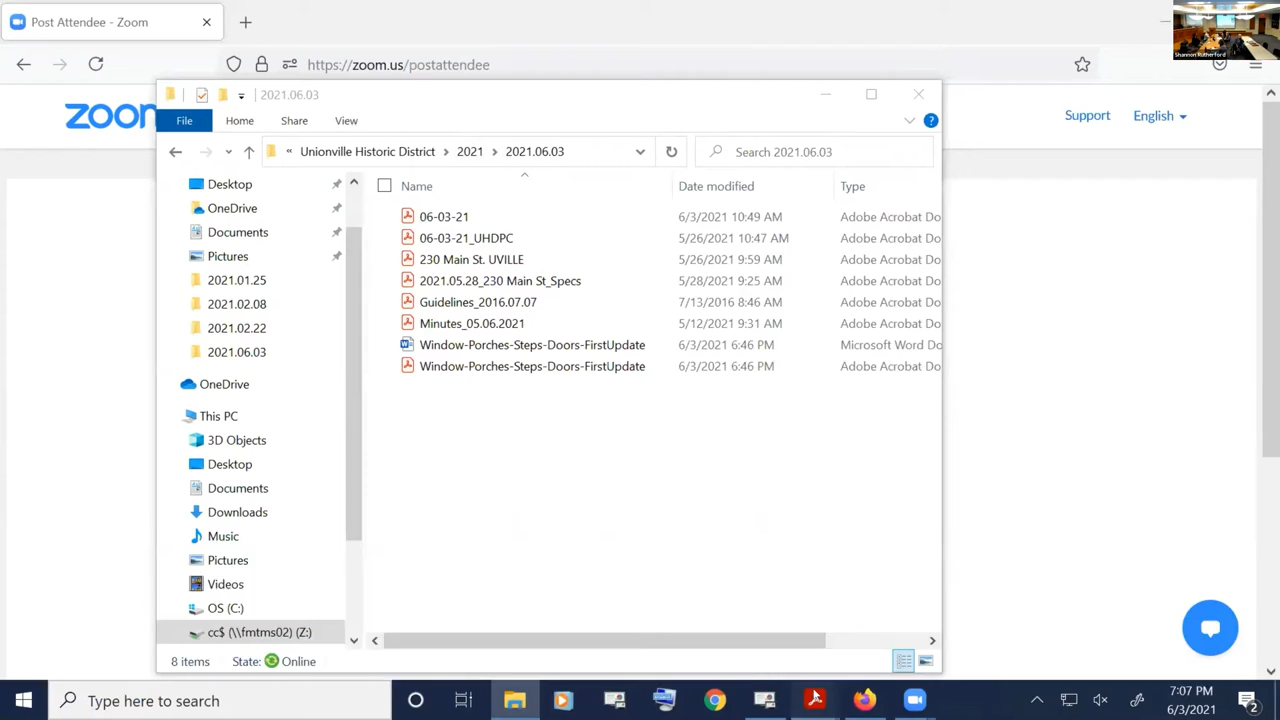 Post Attendee - Zoom
Shannon Rutherford
https://zoom.us/postattende
zoom
Support
English
2021.06.03
File
Home
Share
View
« Unionville Historic District > 2021 > 2021.06.03
Search 2021.06.03
Name
Date modified
Type
Desktop
OneDrive
Documents
Pictures
2021.01.25
2021.02.08
2021.02.22
2021.06.03
OneDrive
This PC
3D Objects
Desktop
Documents
Downloads
Music
Pictures
Videos
OS (C:)
cc$ (\\fmtms02) (Z:)
06-03-21 6/3/2021 10:49 AM Adobe Acrobat Do
06-03-21_UHDPC 5/26/2021 10:47 AM Adobe Acrobat Do
230 Main St. UVILLE 5/26/2021 9:59 AM Adobe Acrobat Do
2021.05.28_230 Main St_Specs 5/28/2021 9:25 AM Adobe Acrobat Do
Guidelines_2016.07.07 7/13/2016 8:46 AM Adobe Acrobat Do
Minutes_05.06.2021 5/12/2021 9:31 AM Adobe Acrobat Do
Window-Porches-Steps-Doors-FirstUpdate 6/3/2021 6:46 PM Microsoft Word Do
Window-Porches-Steps-Doors-FirstUpdate 6/3/2021 6:46 PM Adobe Acrobat Do
8 items
State: Online
Type here to search
7:07 PM
6/3/2021
2